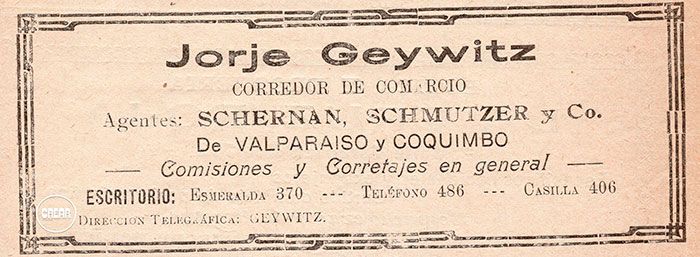 Jorje Geywitz
CORREDOR DE COMERCIO
Agentes: SCHERNAN, SCHMUTZER y Co.
De VALPARAISO y COQUIMBO
— Comisiones y Corretajes en general —
ESCRITORIO: ESMERALDA 370 --- TELÉFONO 486 --- CASILLA 406
DIRECCION TELEGRÁFICA: GEYWITZ.
CREAR